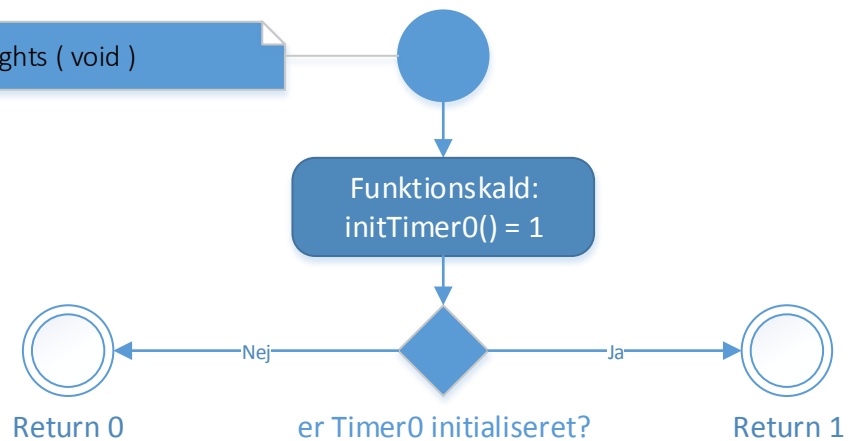 ghts ( void )
Funktionskald:
initTimer0() = 1
Nej
Ja
Return 0
er Timer0 initialiseret?
Return 1